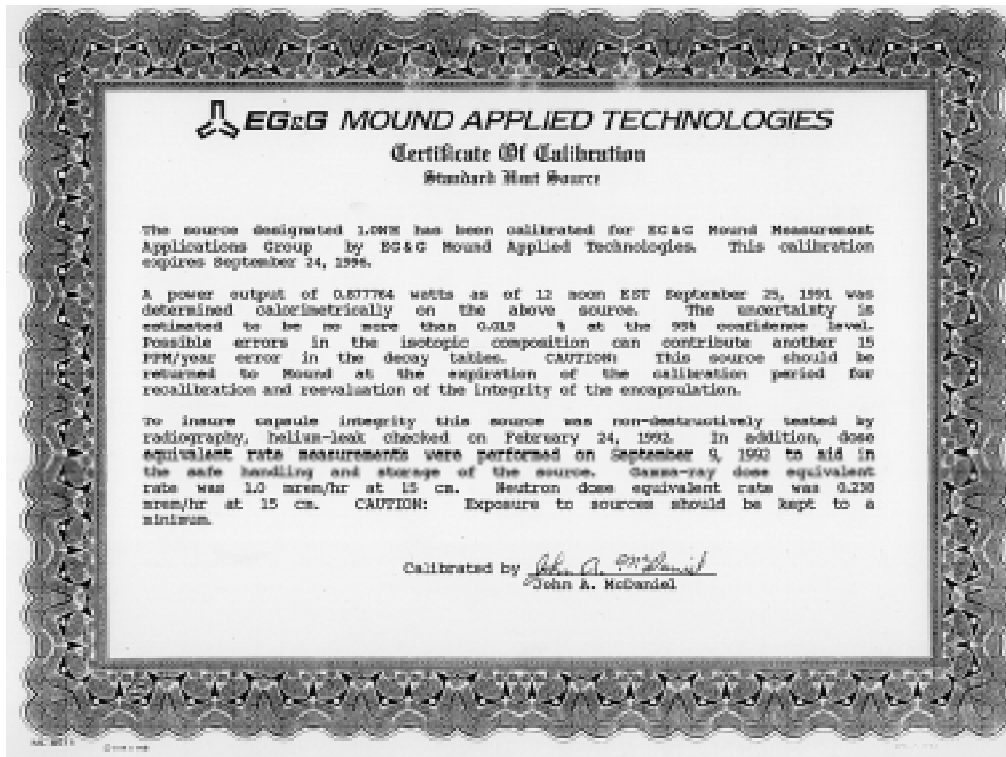 EG&G MOUND APPLIED TECHNOLOGIES
Certificate Of Calibration
Standard Heat Source
The source designated has been calibrated for EG&G Mound Measurement
Applications Group by EG&G Mound Applied Technologies. This calibration
expires September 24, 1996.
A power output of 0.877764 watts as of 12 noon EST September 25, 1991 was
determined calorimetrically on the above source. The uncertainty is
estimated to be no more than 0.015 % at the 95% confidence level.
Possible errors in the isotopic composition can contribute another 15
PPM/year error in the decay tables. CAUTION: This source should be
returned to Mound at the expiration of the calibration period for
recalibration and reevaluation of the integrity of the encapsulation.
To insure capsule integrity this source was non-destructively tested by
radiography, helium-leak checked on February 24, 1992. In addition, dose
equivalent rate measurements were performed on September 9, 1992 to aid in
the safe handling and storage of the source. Gamma-ray dose equivalent
rate was 1.0 mrem/hr at 15 cm. Neutron dose equivalent rate was 0.230
mrem/hr at 15 cm. CAUTION: Exposure to sources should be kept to a
minimum.
Calibrated by John A. McDaniel
John A. McDaniel